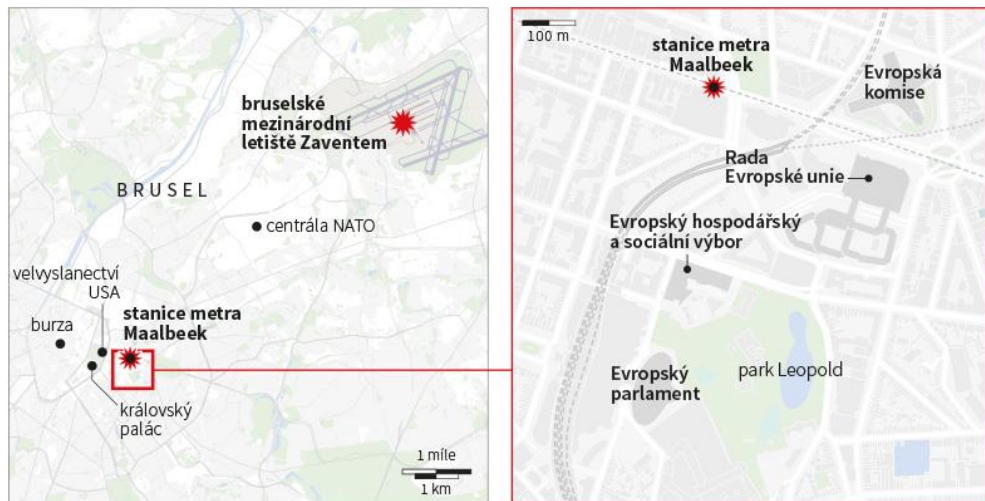 bruselské
mezinárodní
letiště Zaventem
BRUSEL
centrála NATO
velvyslanectví
USA
burza
stanice metra
Maalbeek
královský
palác
1 míle
1 km
100 m
stanice metra
Maalbeek
Evropská
komise
Rada
Evropské unie
Evropský hospodářský
a sociální výbor
Evropský
parlament
park Leopold